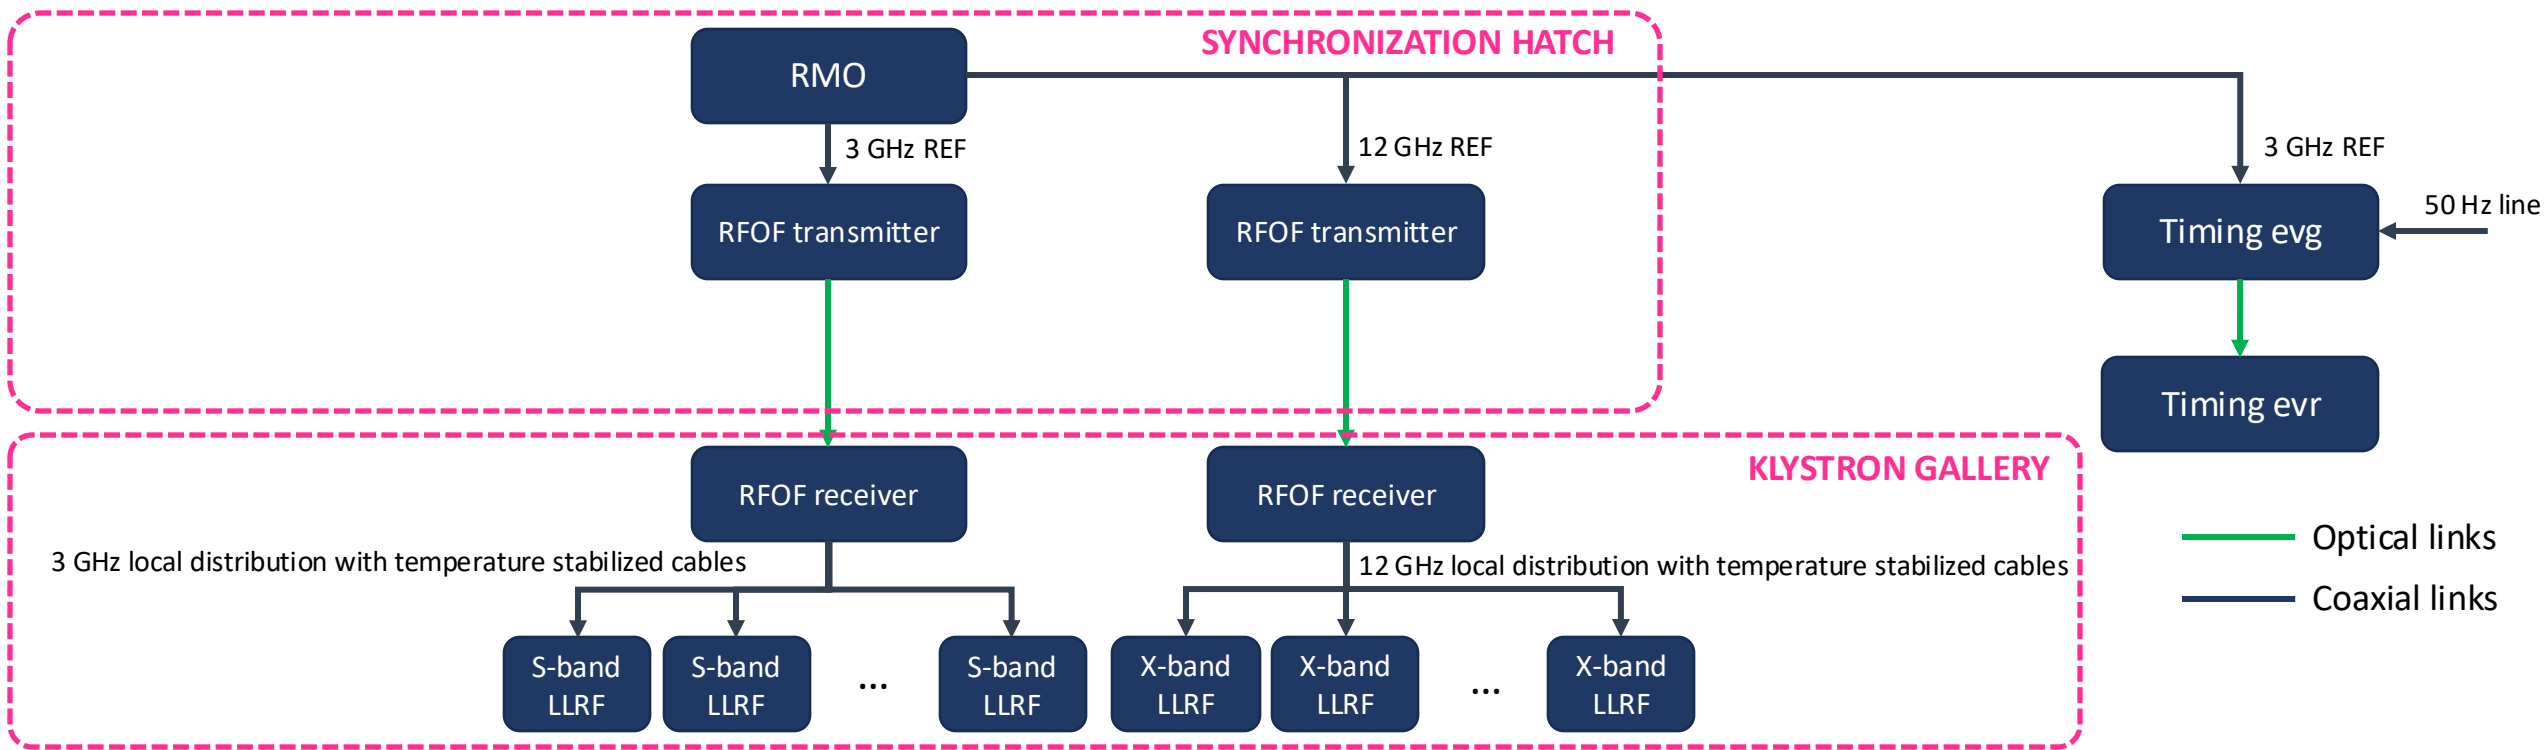 SYNCHRONIZATION HATCH
RMO
3 GHz REF
12 GHz REF
3 GHz REF
50 Hz line
RFOF transmitter
RFOF transmitter
Timing evg
Timing evr
KLYSTRON GALLERY
RFOF receiver
RFOF receiver
3 GHz local distribution with temperature stabilized cables
12 GHz local distribution with temperature stabilized cables
Optical links
Coaxial links
S-band
LLRF
S-band
LLRF
...
S-band
LLRF
X-band
LLRF
X-band
LLRF
...
X-band
LLRF